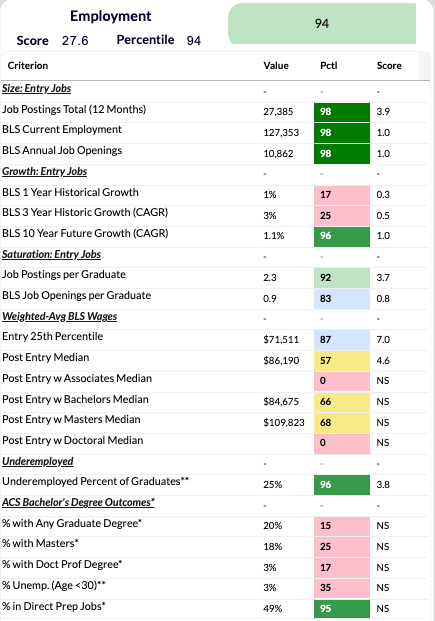 Employment
Score 27.6 Percentile 94
94
Criterion Value Pctl Score
Size: Entry Jobs - - -
Job Postings Total (12 Months) 27,385 98 3.9
BLS Current Employment 127,353 98 1.0
BLS Annual Job Openings 10,862 98 1.0
Growth: Entry Jobs - - -
BLS 1 Year Historical Growth 1% 17 0.3
BLS 3 Year Historic Growth (CAGR) 3% 25 0.5
BLS 10 Year Future Growth (CAGR) 1.1% 96 1.0
Saturation: Entry Jobs - - -
Job Postings per Graduate 2.3 92 3.7
BLS Job Openings per Graduate 0.9 83 0.8
Weighted-Avg BLS Wages - - -
Entry 25th Percentile $71,511 87 7.0
Post Entry Median $86,190 57 4.6
Post Entry w Associates Median 0 NS
Post Entry w Bachelors Median $84,675 66 NS
Post Entry w Masters Median $109,823 68 NS
Post Entry w Doctoral Median 0 NS
Underemployed - - -
Underemployed Percent of Graduates** 25% 96 3.8
ACS Bachelor's Degree Outcomes* - - -
% with Any Graduate Degree* 20% 15 NS
% with Masters* 18% 25 NS
% with Doct Prof Degree* 3% 17 NS
% Unemp. (Age <30)** 3% 35 NS
% in Direct Prep Jobs* 49% 95 NS